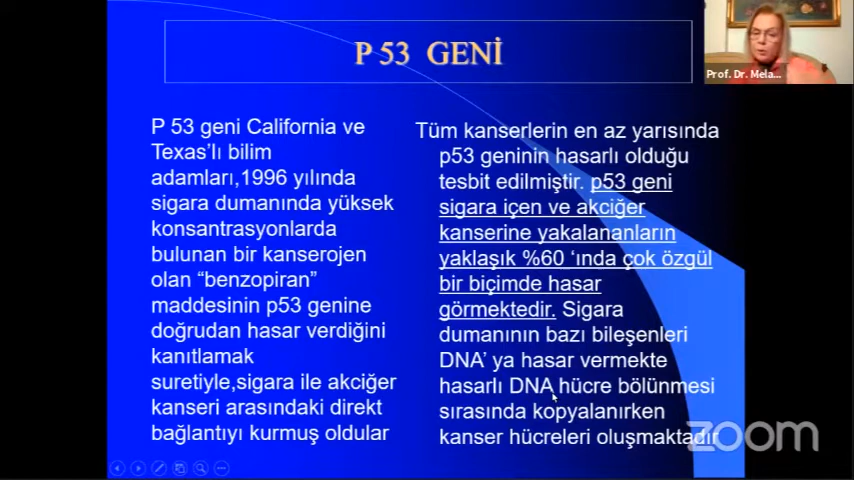 P 53 GENİ
Prof. Dr. Mela...
P 53 geni California ve
Texas’lı bilim
adamları,1996 yılında
sigara dumanında yüksek
konsantrasyonlarda
bulunan bir kanserojen
olan “benzopiran”
maddesinin p53 genine
doğrudan hasar verdiğini
kanıtlamak
suretiyle,sigara ile akciğer
kanseri arasındaki direkt
bağlantıyı kurmuş oldular
Tüm kanserlerin en az yarısında
p53 geninin hasarlı olduğu
tesbit edilmiştir. p53 geni
sigara içen ve akciğer
kanserine yakalananların
yaklaşık %60 ‘ında çok özgül
bir biçimde hasar
görmektedir. Sigara
dumanının bazı bileşenleri
DNA’ ya hasar vermekte
hasarlı DNA hücre bölünmesi
sırasında kopyalanırken
kanser hücreleri oluşmaktadır
zoom